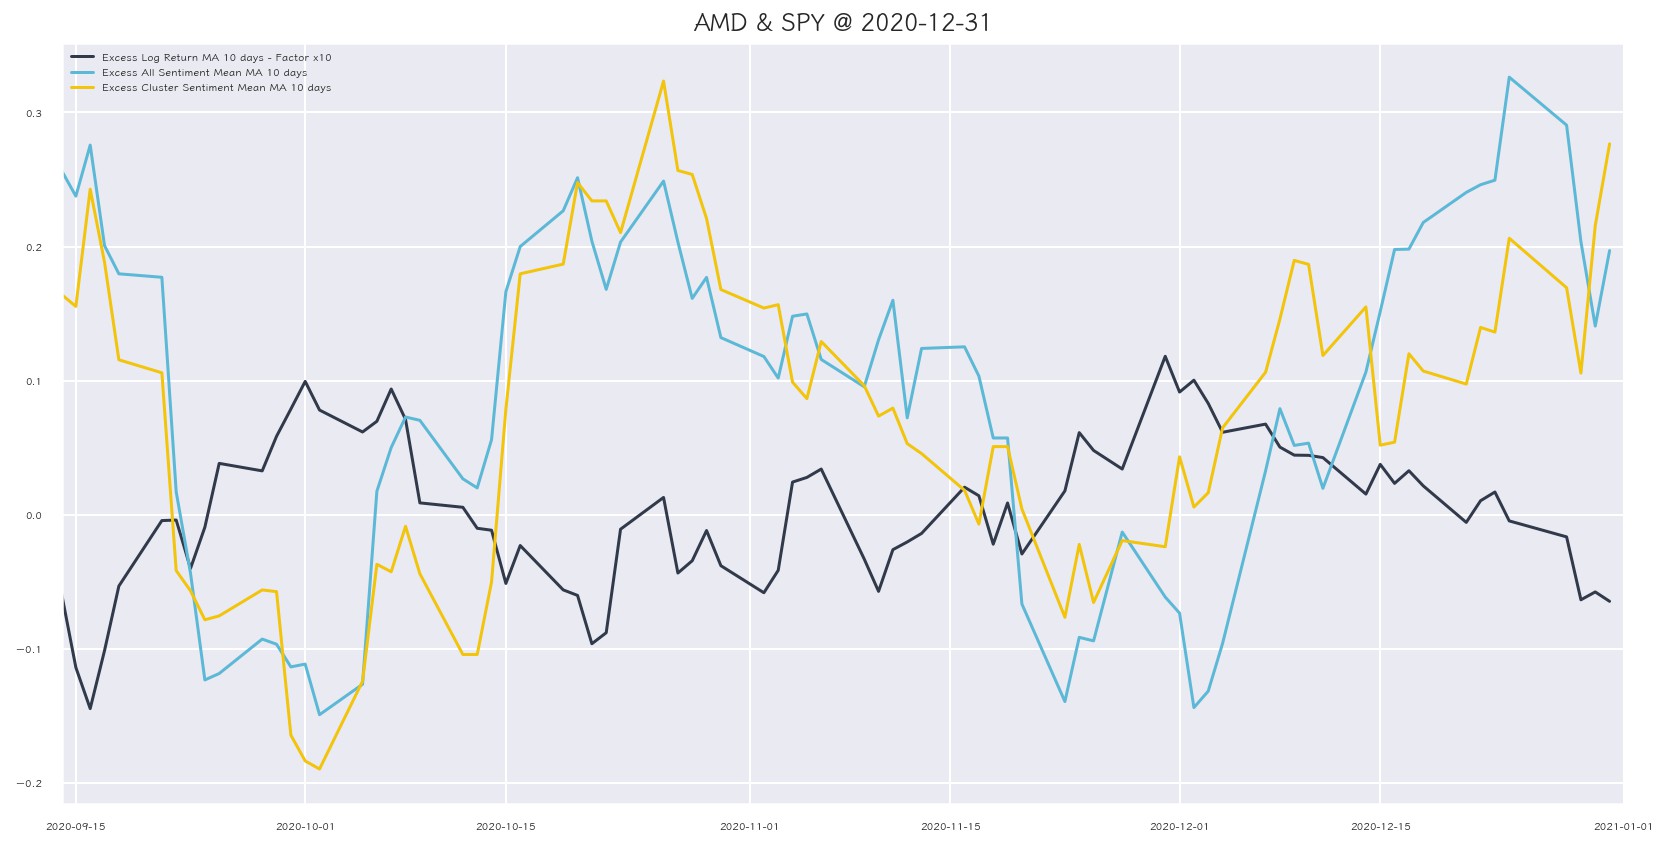 AMD & SPY @ 2020-12-31
Excess Log Return MA 10 days - Factor x10
Excess All Sentiment Mean MA 10 days
Excess Cluster Sentiment Mean MA 10 days
0.3
0.2
0.1
0.0
−0.1
−0.2
2020-09-15 2020-10-01 2020-10-15 2020-11-01 2020-11-15 2020-12-01 2020-12-15 2021-01-01